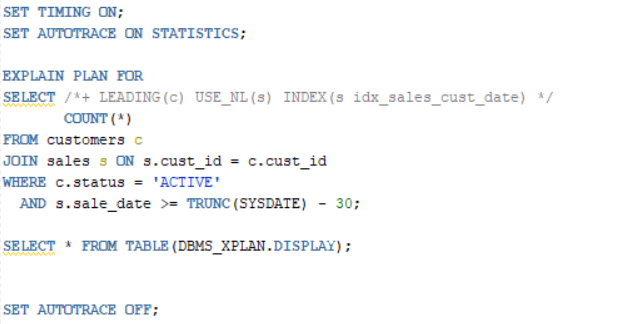 SET TIMING ON;
SET AUTOTRACE ON STATISTICS;
EXPLAIN PLAN FOR
SELECT /*+ LEADING(c) USE_NL(s) INDEX(s idx_sales_cust_date) */
COUNT(*)
FROM customers c
JOIN sales s ON s.cust_id = c.cust_id
WHERE c.status = 'ACTIVE'
AND s.sale_date >= TRUNC(SYSDATE) - 30;
SELECT * FROM TABLE(DBMS_XPLAN.DISPLAY);
SET AUTOTRACE OFF;